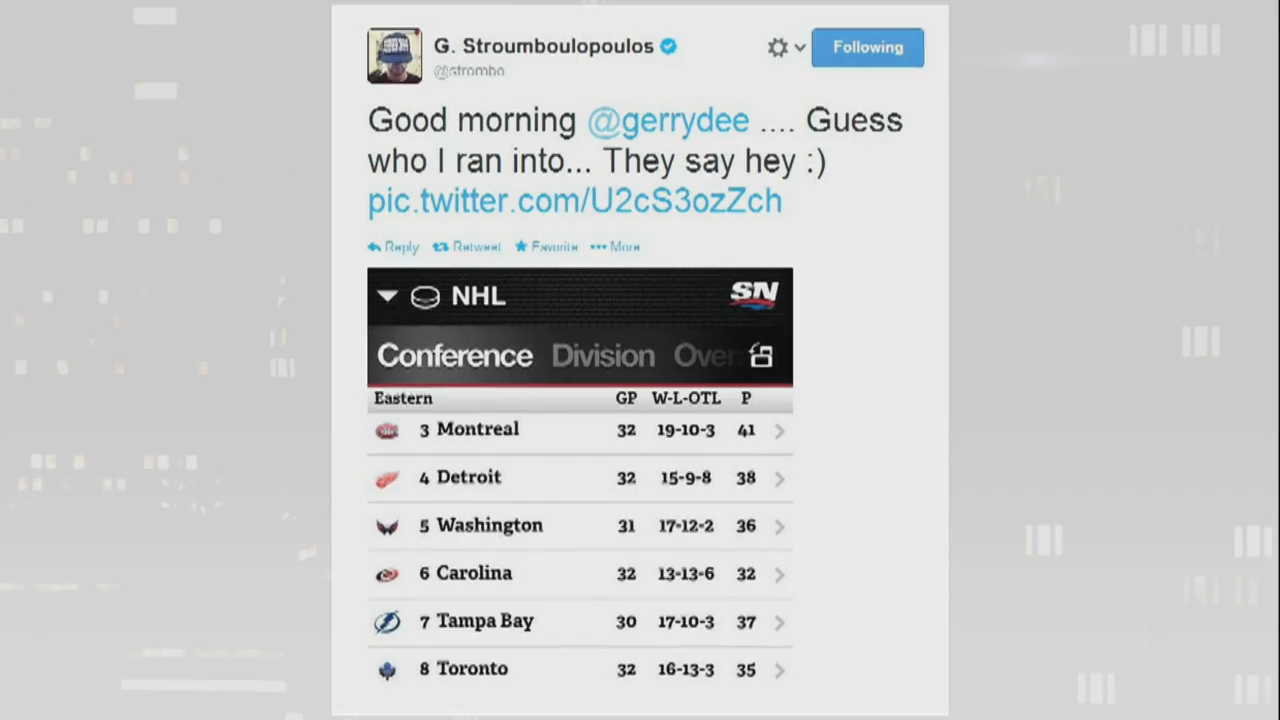 G. Stroumboulopoulos
@strombo
Following
Good morning @gerrydee .... Guess
who I ran into... They say hey :)
pic.twitter.com/U2cS3ozZch
Reply Retweet Favorite More
NHL SN
Conference Division Over
Eastern GP W-L-OTL P
3 Montreal 32 19-10-3 41
4 Detroit 32 15-9-8 38
5 Washington 31 17-12-2 36
6 Carolina 32 13-13-6 32
7 Tampa Bay 30 17-10-3 37
8 Toronto 32 16-13-3 35